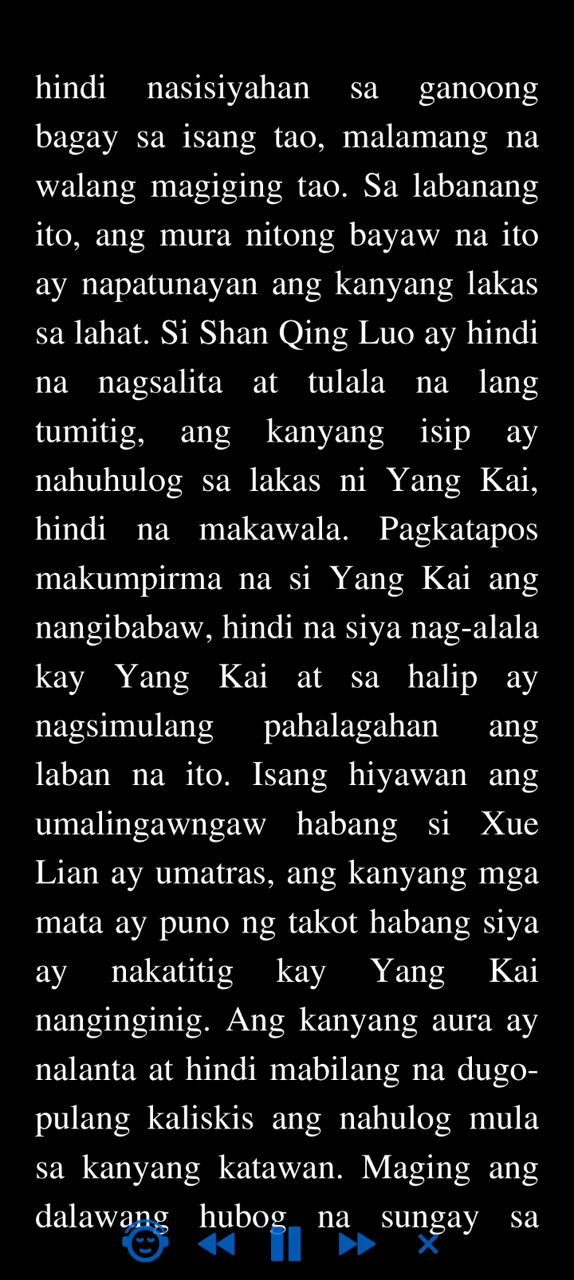 hindi nasisiyahan sa ganoong
bagay sa isang tao, malamang na
walang magiging tao. Sa labanang
ito, ang mura nitong bayaw na ito
ay napatunayan ang kanyang lakas
sa lahat. Si Shan Qing Luo ay hindi
na nagsalita at tulala na lang
tumitig, ang kanyang isip ay
nahuhulog sa lakas ni Yang Kai,
hindi na makawala. Pagkatapos
makumpirma na si Yang Kai ang
nangibabaw, hindi na siya nag-alala
kay Yang Kai at sa halip ay
nagsimulang pahalagahan ang
laban na ito. Isang hiyawan ang
umalingawngaw habang si Xue
Lian ay umatras, ang kanyang mga
mata ay puno ng takot habang siya
ay nakatitig kay Yang Kai
nanginginig. Ang kanyang aura ay
nalanta at hindi mabilang na dugo-
pulang kaliskis ang nahulog mula
sa kanyang katawan. Maging ang
dalawang hubog na sungay sa